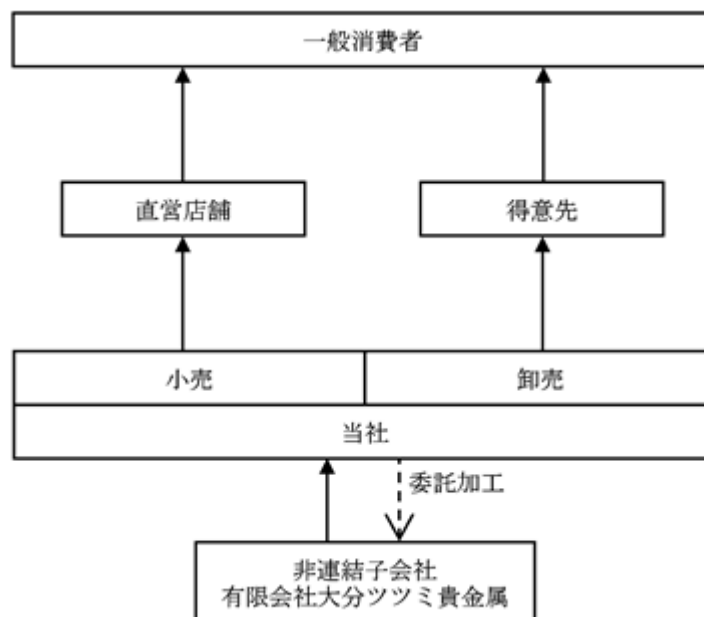 一般消費者
直営店舗
得意先
小売
卸売
当社
委託加工
非連結子会社
有限会社大分ツツミ貴金属